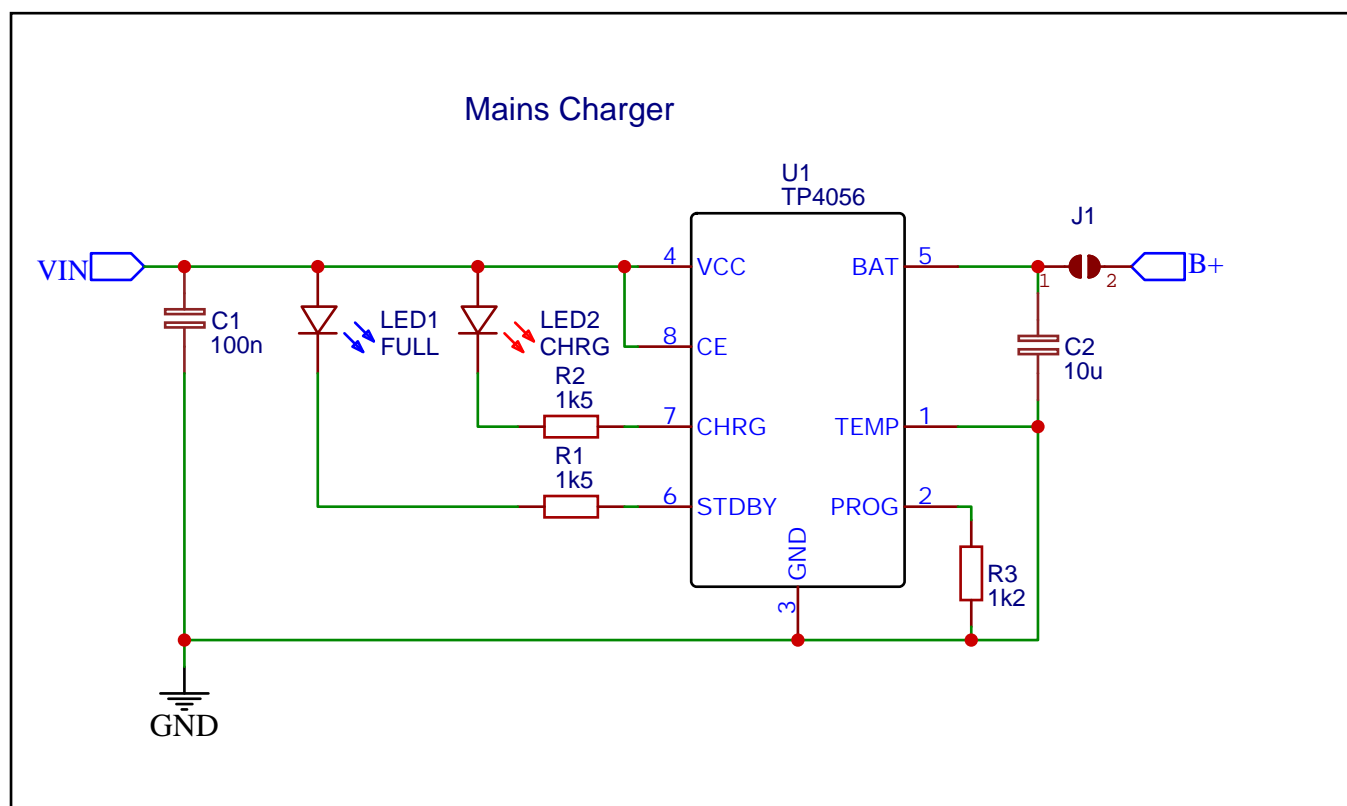 Mains Charger
U1
TP4056
J1
VIN
4
VCC
BAT
5
1
2
B+
C1
100n
LED1
FULL
LED2
CHRG
8
CE
C2
10u
R2
1k5
7
CHRG
TEMP
1
R1
1k5
6
STDBY
PROG
2
GND
3
R3
1k2
GND